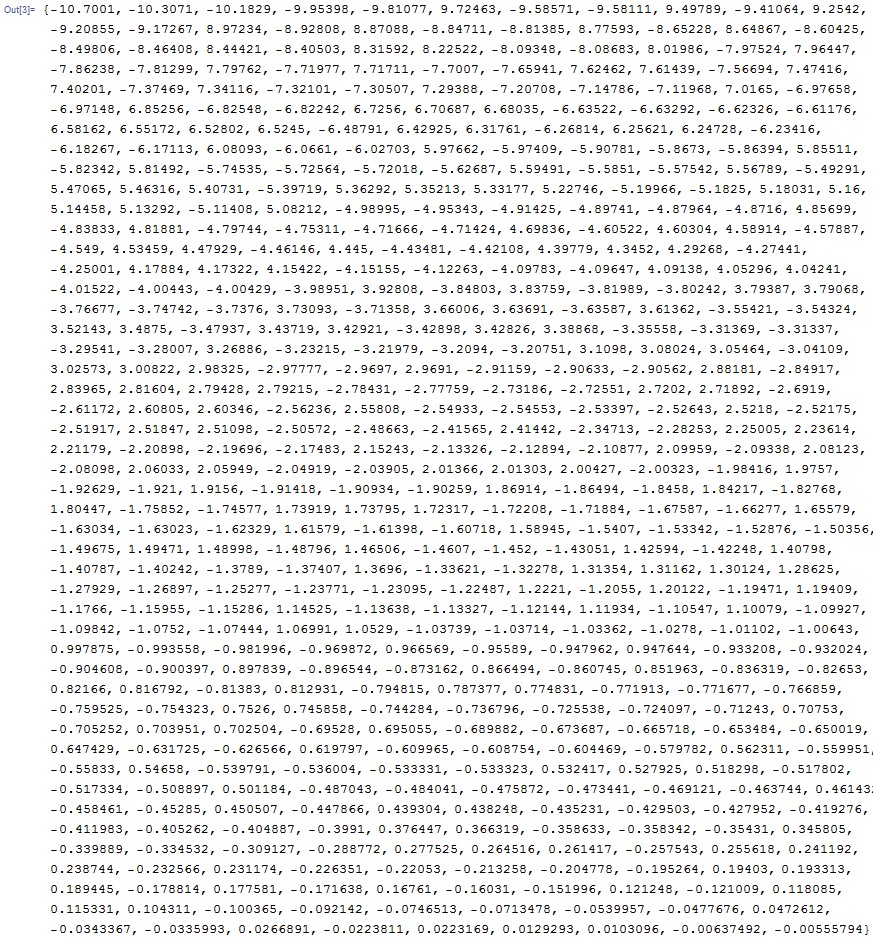 Out[3]= {-10.7001, -10.3071, -10.1829, -9.95398, -9.81077, 9.72463, -9.58571, -9.58111, 9.49789, -9.41064, 9.2542,
-9.20855, -9.17267, 8.97234, -8.92808, 8.87088, -8.84711, -8.81385, 8.77593, -8.65228, 8.64867, -8.60425,
-8.49806, -8.46408, 8.44421, -8.40503, 8.31592, 8.22522, -8.09348, -8.08683, 8.01986, -7.97524, 7.96447,
-7.86238, -7.81299, 7.79762, -7.71977, 7.71711, -7.7007, -7.65941, 7.62462, 7.61439, -7.56694, 7.47416,
7.40201, -7.37469, 7.34116, -7.32101, -7.30507, 7.29388, -7.20708, -7.14786, -7.11968, 7.0165, -6.97658,
-6.97148, 6.85256, -6.82548, -6.82242, 6.7256, 6.70687, 6.68035, -6.63522, -6.63292, -6.62326, -6.61176,
6.58162, 6.55172, 6.52802, 6.5245, -6.48791, 6.42925, 6.31761, -6.26814, 6.25621, 6.24728, -6.23416,
-6.18267, -6.17113, 6.08093, -6.0661, -6.02703, 5.97662, -5.97409, -5.90781, -5.8673, -5.86394, 5.85511,
-5.82342, 5.81492, -5.74535, -5.72564, -5.72018, -5.62687, 5.59491, -5.5851, -5.57542, 5.56789, -5.49291,
5.47065, 5.46316, 5.40731, -5.39719, 5.36292, 5.35213, 5.33177, 5.22746, -5.19966, -5.1825, 5.18031, 5.16,
5.14458, 5.13292, -5.11408, 5.08212, -4.98995, -4.95343, -4.91425, -4.89741, -4.87964, -4.8716, 4.85699,
-4.83833, 4.81881, -4.79744, -4.75311, -4.71666, -4.71424, 4.69836, -4.60522, 4.60304, 4.58914, -4.57887,
-4.549, 4.53459, 4.47929, -4.46146, 4.445, -4.43481, -4.42108, 4.39779, 4.3452, 4.29268, -4.27441,
-4.25001, 4.17884, 4.17322, 4.15422, -4.15155, -4.12263, -4.09783, -4.09647, 4.09138, 4.05296, 4.04241,
-4.01522, -4.00443, -4.00429, -3.98951, 3.92808, -3.84803, 3.83759, -3.81989, -3.80242, 3.79387, 3.79068,
-3.76677, -3.74742, -3.7376, 3.73093, -3.71358, 3.66006, 3.63691, -3.63587, 3.61362, -3.55421, -3.54324,
3.52143, 3.4875, -3.47937, 3.43719, 3.42921, -3.42898, 3.42826, 3.38868, -3.35558, -3.31369, -3.31337,
-3.29541, -3.28007, 3.26886, -3.23215, -3.21979, -3.2094, -3.20751, 3.1098, 3.08024, 3.05464, -3.04109,
3.02573, 3.00822, 2.98325, -2.97777, -2.9697, 2.9691, -2.91159, -2.90633, -2.90562, 2.88181, -2.84917,
2.83965, 2.81604, 2.79428, 2.79215, -2.78431, -2.77759, -2.73186, -2.72551, 2.7202, 2.71892, -2.6919,
-2.61172, 2.60805, 2.60346, -2.56236, 2.55808, -2.54933, -2.54553, -2.53397, -2.52643, 2.5218, -2.52175,
-2.51917, 2.51847, 2.51098, -2.50572, -2.48663, -2.41565, 2.41442, -2.34713, -2.28253, 2.25005, 2.23614,
2.21179, -2.20898, -2.19696, -2.17483, 2.15243, -2.13326, -2.12894, -2.10877, 2.09959, -2.09338, 2.08123,
-2.08098, 2.06033, 2.05949, -2.04919, -2.03905, 2.01366, 2.01303, 2.00427, -2.00323, -1.98416, 1.9757,
-1.92629, -1.921, 1.9156, -1.91418, -1.90934, -1.90259, 1.86914, -1.86494, -1.8458, 1.84217, -1.82768,
1.80447, -1.75852, -1.74577, 1.73919, 1.73795, 1.72317, -1.72208, -1.71884, -1.67587, -1.66277, 1.65579,
-1.63034, -1.63023, -1.62329, 1.61579, -1.61398, -1.60718, 1.58945, -1.5407, -1.53342, -1.52876, -1.50356,
-1.49675, 1.49471, 1.48998, -1.48796, 1.46506, -1.4607, -1.452, -1.43051, 1.42594, -1.42248, 1.40798,
-1.40787, -1.40242, -1.3789, -1.37407, 1.3696, -1.33621, -1.32278, 1.31354, 1.31162, 1.30124, 1.28625,
-1.27929, -1.26897, -1.25277, -1.23771, -1.23095, -1.22487, 1.2221, -1.2055, 1.20122, -1.19471, 1.19409,
-1.1766, -1.15955, -1.15286, 1.14525, -1.13638, -1.13327, -1.12144, 1.11934, -1.10547, 1.10079, -1.09927,
-1.09842, -1.0752, -1.07444, 1.06991, 1.0529, -1.03739, -1.03714, -1.03362, -1.0278, -1.01102, -1.00643,
0.997875, -0.993558, -0.981996, -0.969872, 0.966569, -0.95589, -0.947962, 0.947644, -0.933208, -0.932024,
-0.904608, -0.900397, 0.897839, -0.896544, -0.873162, 0.866494, -0.860745, 0.851963, -0.836319, -0.82653,
0.82166, 0.816792, -0.81383, 0.812931, -0.794815, 0.787377, 0.774831, -0.771913, -0.771677, -0.766859,
-0.759525, -0.754323, 0.7526, 0.745858, -0.744284, -0.736796, -0.725538, -0.724097, -0.71243, 0.70753,
-0.705252, 0.703951, 0.702504, -0.69528, 0.695055, -0.689882, -0.673687, -0.665718, -0.653484, -0.650019,
0.647429, -0.631725, -0.626566, 0.619797, -0.609965, -0.608754, -0.604469, -0.579782, 0.562311, -0.559951,
-0.55833, 0.54658, -0.539791, -0.536004, -0.533331, -0.533323, 0.532417, 0.527925, 0.518298, -0.517802,
-0.517334, -0.508897, 0.501184, -0.487043, -0.484041, -0.475872, -0.473441, -0.469121, -0.463744, 0.461432
-0.458461, -0.45285, 0.450507, -0.447866, 0.439304, 0.438248, -0.435231, -0.429503, -0.427952, -0.419276,
-0.411983, -0.405262, -0.404887, -0.3991, 0.376447, 0.366319, -0.358633, -0.358342, -0.35431, 0.345805,
-0.339889, -0.334532, -0.309127, -0.288772, 0.277525, 0.264516, 0.261417, -0.257543, 0.255618, 0.241192,
0.238744, -0.232566, 0.231174, -0.226351, -0.22053, -0.213258, -0.204778, -0.195264, 0.19403, 0.193313,
0.189445, -0.178814, 0.177581, -0.171638, 0.16761, -0.16031, -0.151996, 0.121248, -0.121009, 0.118085,
0.115331, 0.104311, -0.100365, -0.092142, -0.0746513, -0.0713478, -0.0539957, -0.0477676, 0.0472612,
-0.0343367, -0.0335993, 0.0266891, -0.0223811, 0.0223169, 0.0129293, 0.0103096, -0.00637492, -0.00555794}